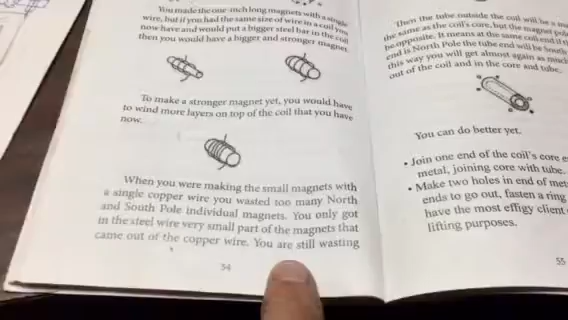 You made the one-inch long magnets with a single
wire, but if you had the same size of wire in a coil you
now have and would put a bigger steel bar in the coil
then you would have a bigger and stronger magnet.
To make a stronger magnet yet, you would have
to wind more layers on top of the coil that you have
now.
When you were making the small magnets with
a single copper wire you wasted too many North
and South Pole individual magnets. You only got
in the steel wire very small part of the magnets that
came out of the copper wire. You are still wasting
54
Then the tube outside the coil will be a
the same as the coil's core, but the magnet
be opposite. It means at the same coil end if
end is North Pole the tube end will be South
this way you will get almost again as much
out of the coil and in the core and tube.
You can do better yet.
• Join one end of the coil's core
metal, joining core with tube.
• Make two holes in end of
ends to go out, fasten a ring
have the most effigy client
lifting purposes.
55